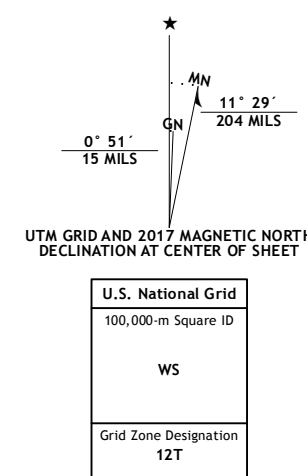 ★
MN
GN
11° 29´
204 MILS
0° 51´
15 MILS
UTM GRID AND 2017 MAGNETIC NORTH
DECLINATION AT CENTER OF SHEET
U.S. National Grid
100,000-m Square ID
WS
Grid Zone Designation
12T